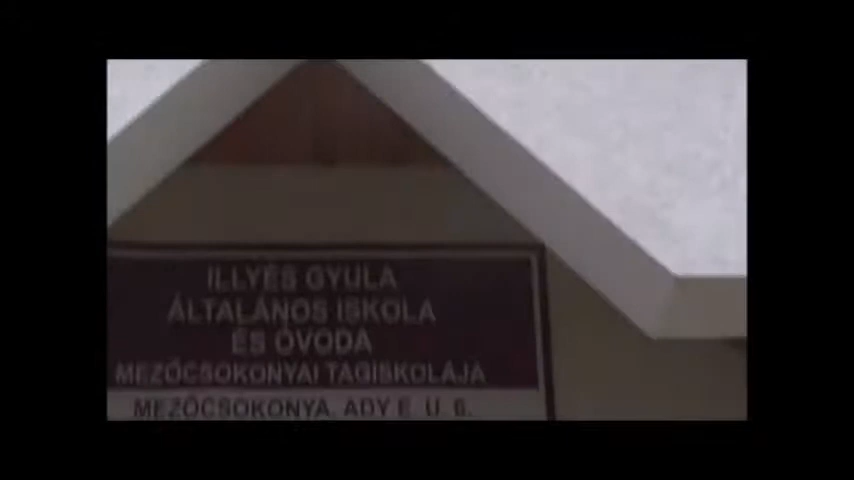 ILLYÉS GYULA
ÁLTALÁNOS ISKOLA
ÉS ÓVODA
MEZŐCSOKONYAI TAGISKOLÁJA
MEZŐCSOKONYA, ADY E. U. 6.